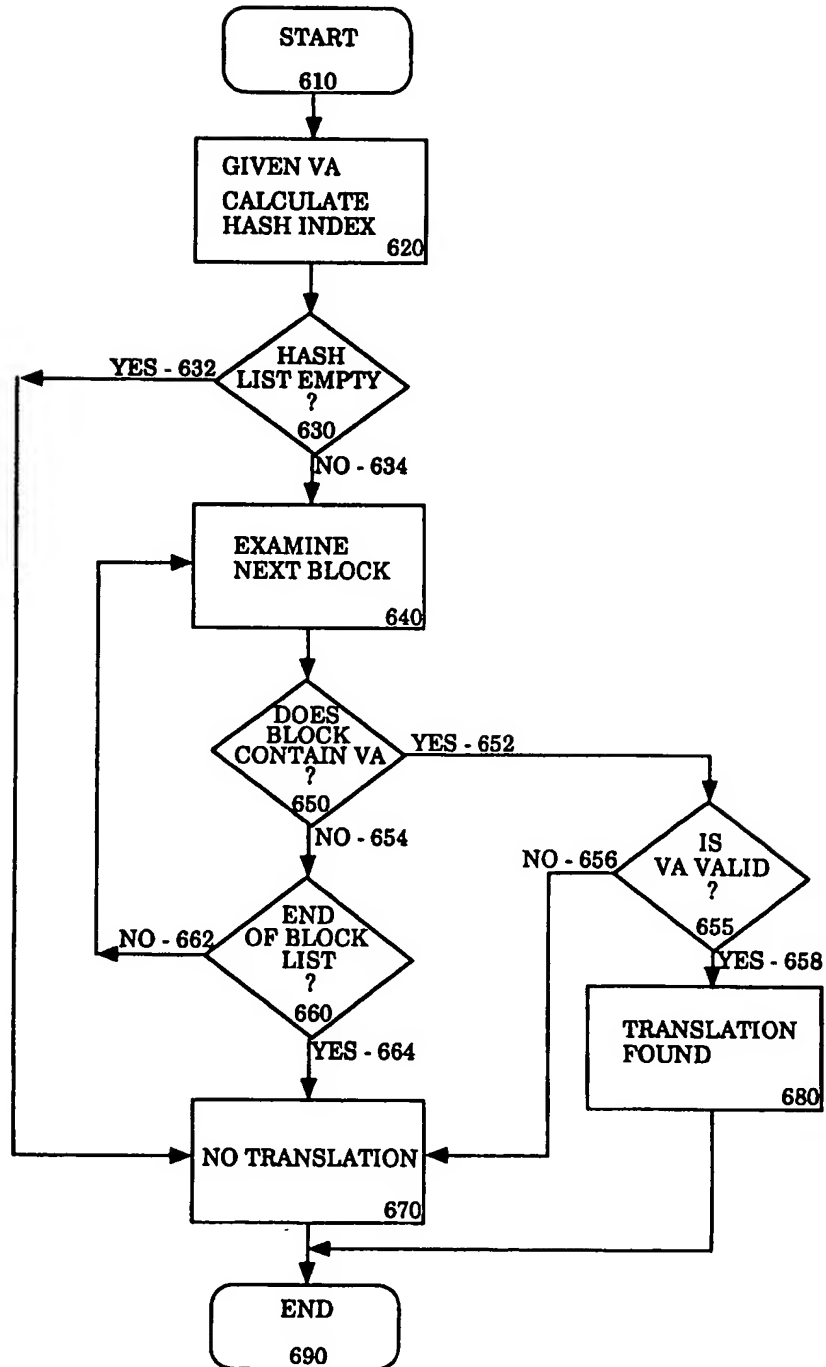 START
610
GIVEN VA
CALCULATE
HASH INDEX
620
YES - 632
HASH
LIST EMPTY
?
630
NO - 634
EXAMINE
NEXT BLOCK
640
DOES
BLOCK
CONTAIN VA
?
650
YES - 652
NO - 654
IS
VA VALID
?
655
NO - 656
YES - 658
END
OF BLOCK
LIST
?
660
NO - 662
YES - 664
TRANSLATION
FOUND
680
NO TRANSLATION
670
END
690